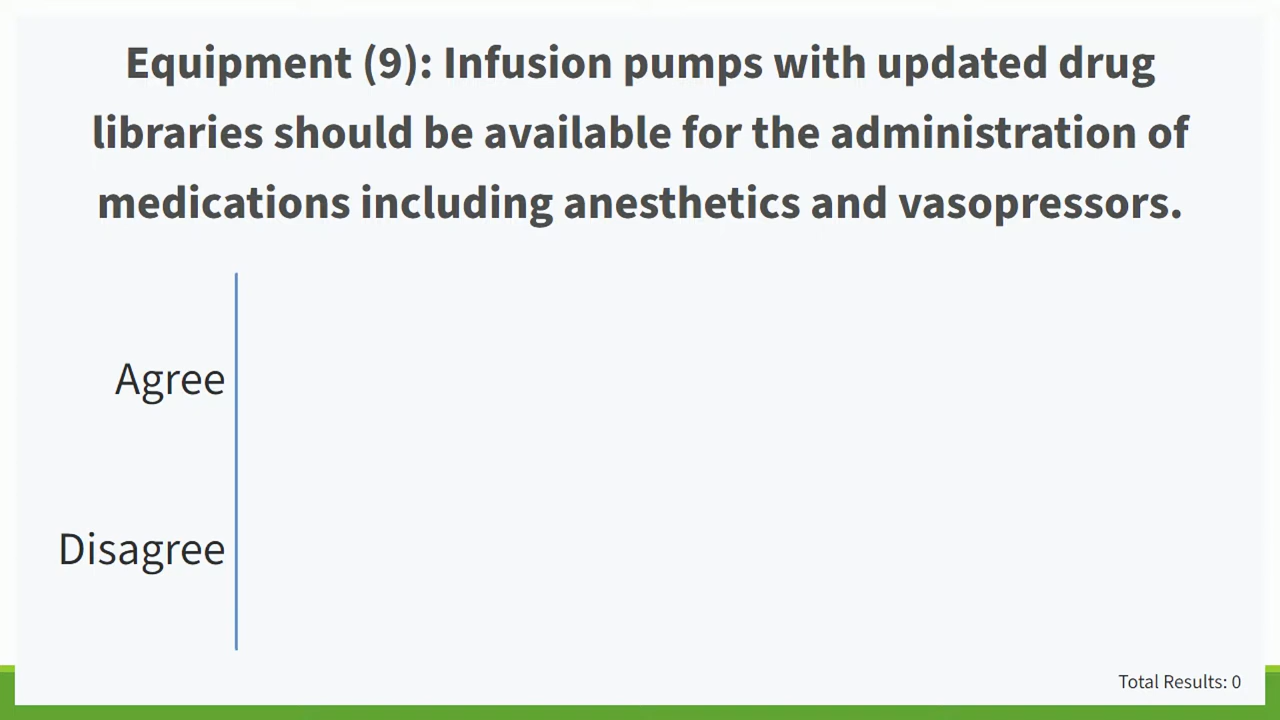 Equipment (9): Infusion pumps with updated drug
libraries should be available for the administration of
medications including anesthetics and vasopressors.
Agree
Disagree
Total Results: 0